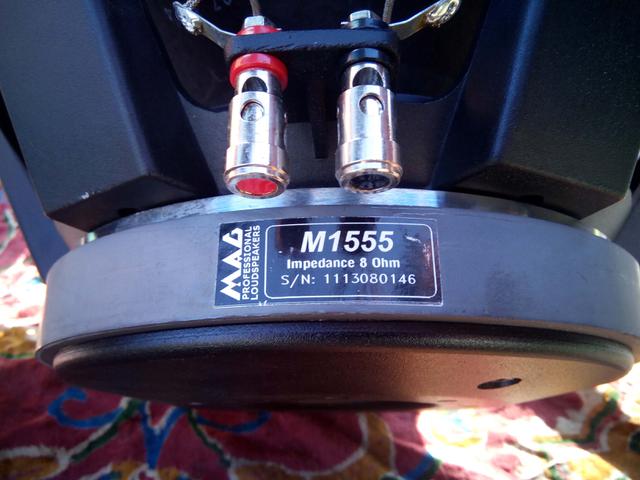 MAG
PROFESSIONAL
LOUDSPEAKERS
M1555
Impedance 8 Ohm
S/N: 1113080146